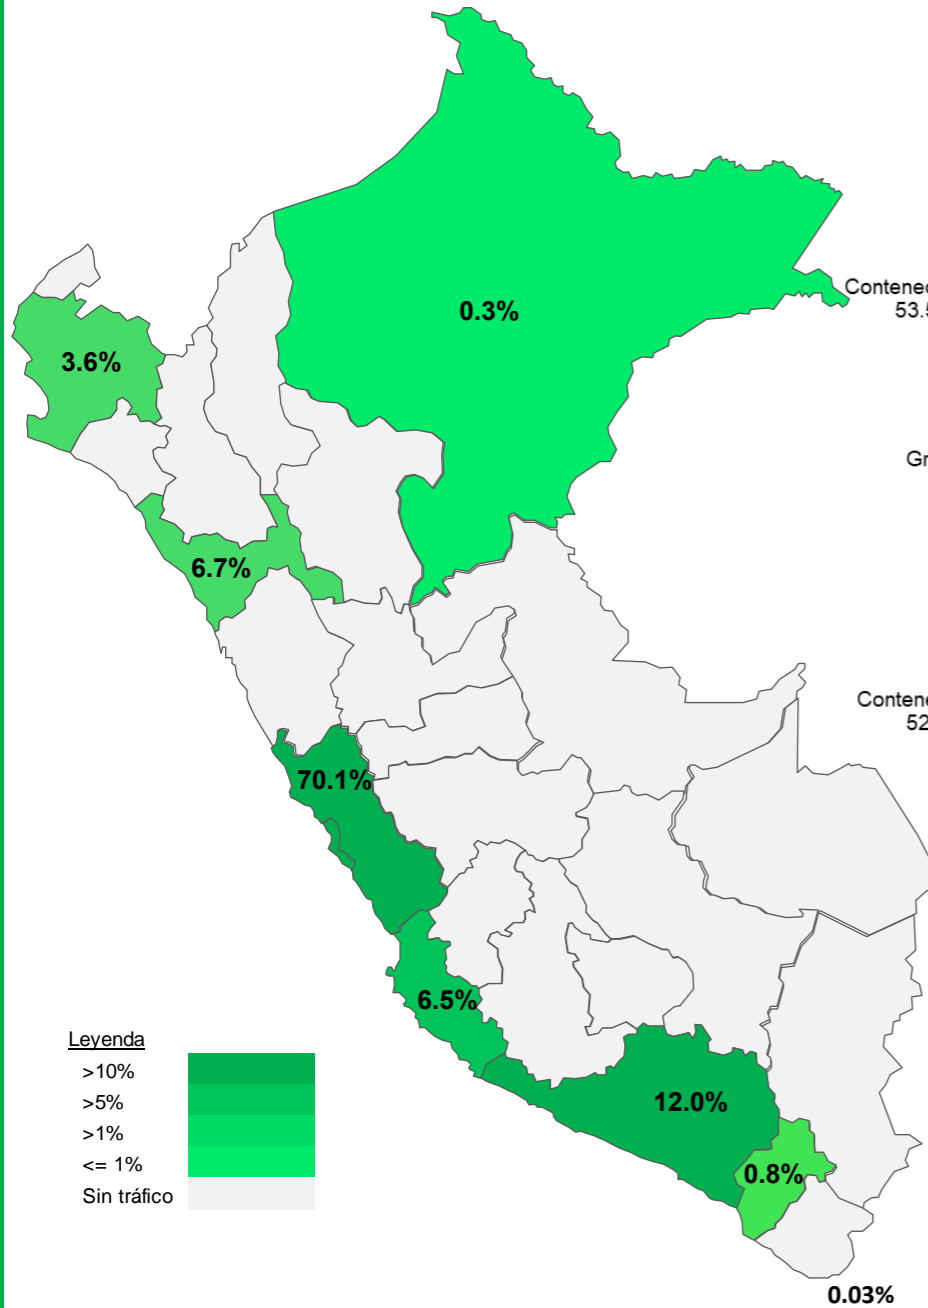 0.3%
Contene
53.5
3.6%
Gr
6.7%
Contene
52
70.1%
6.5%
Leyenda
>10%
>5%
>1%
<= 1%
Sin tráfico
12.0%
0.8%
0.03%